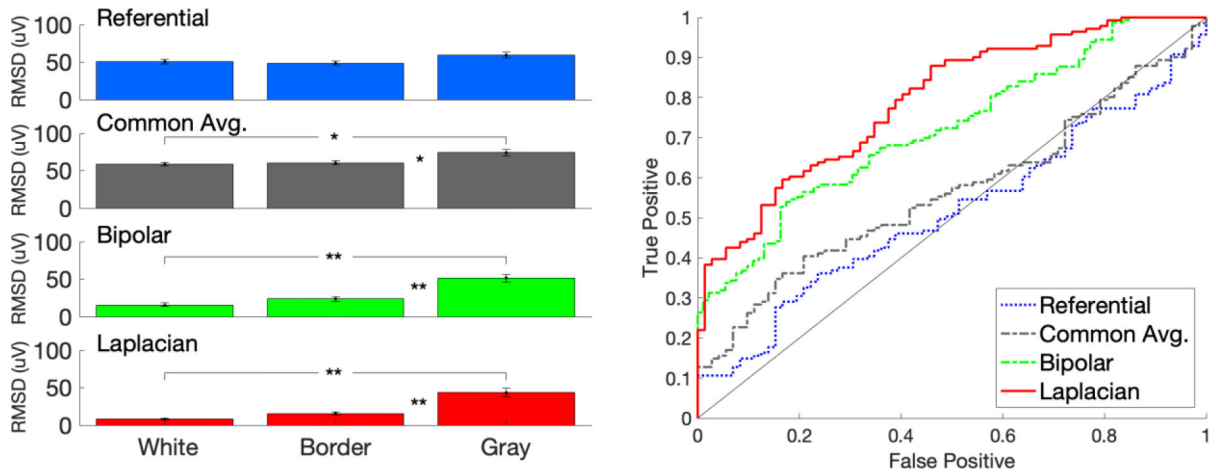 Referential
RMSD (uV)
100
50
0
Common Avg.
RMSD (uV)
100
50
0
*
*
Bipolar
RMSD (uV)
100
50
0
**
**
Laplacian
RMSD (uV)
100
50
0
**
**
White Border Gray
True Positive
1
0.9
0.8
0.7
0.6
0.5
0.4
0.3
0.2
0.1
0
Referential
Common Avg.
Bipolar
Laplacian
0 0.2 0.4 0.6 0.8 1
False Positive